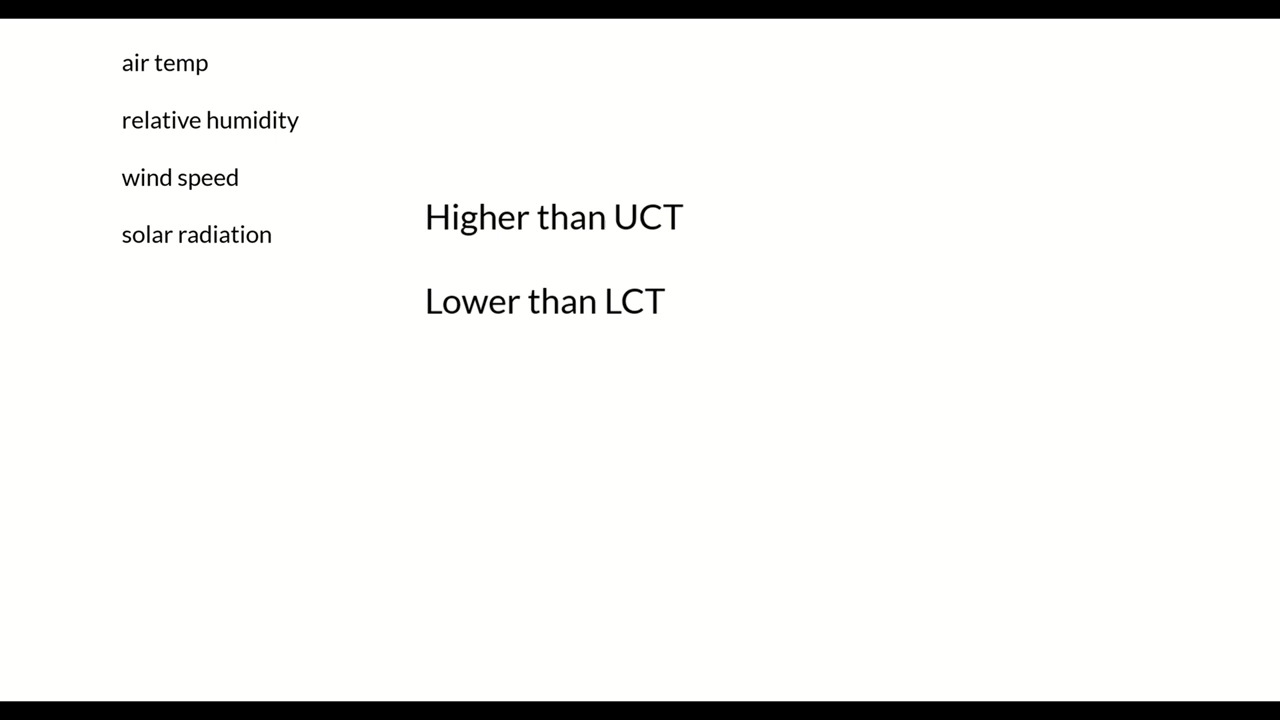 air temp
relative humidity
wind speed
solar radiation
Higher than UCT
Lower than LCT